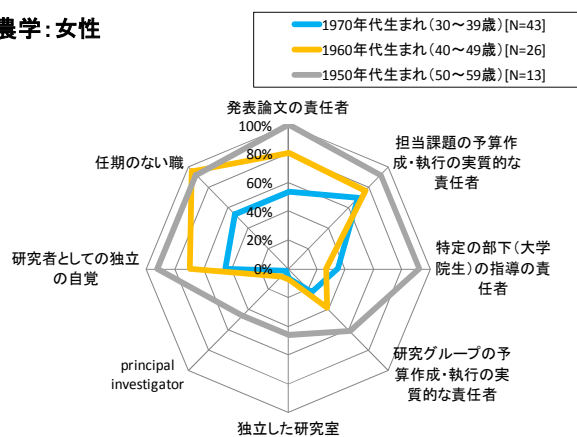 農学：女性
1970年代生まれ（30～39歳）[N=43]
1960年代生まれ（40～49歳）[N=26]
1950年代生まれ（50～59歳）[N=13]
発表論文の責任者
担当課題の予算作
成・執行の実質的な
責任者
特定の部下（大学
院生）の指導の責
任者
研究グループの予
算作成・執行の実
質的な責任者
独立した研究室
principal
investigator
研究者としての独立
の自覚
任期のない職
100%
80%
60%
40%
20%
0%